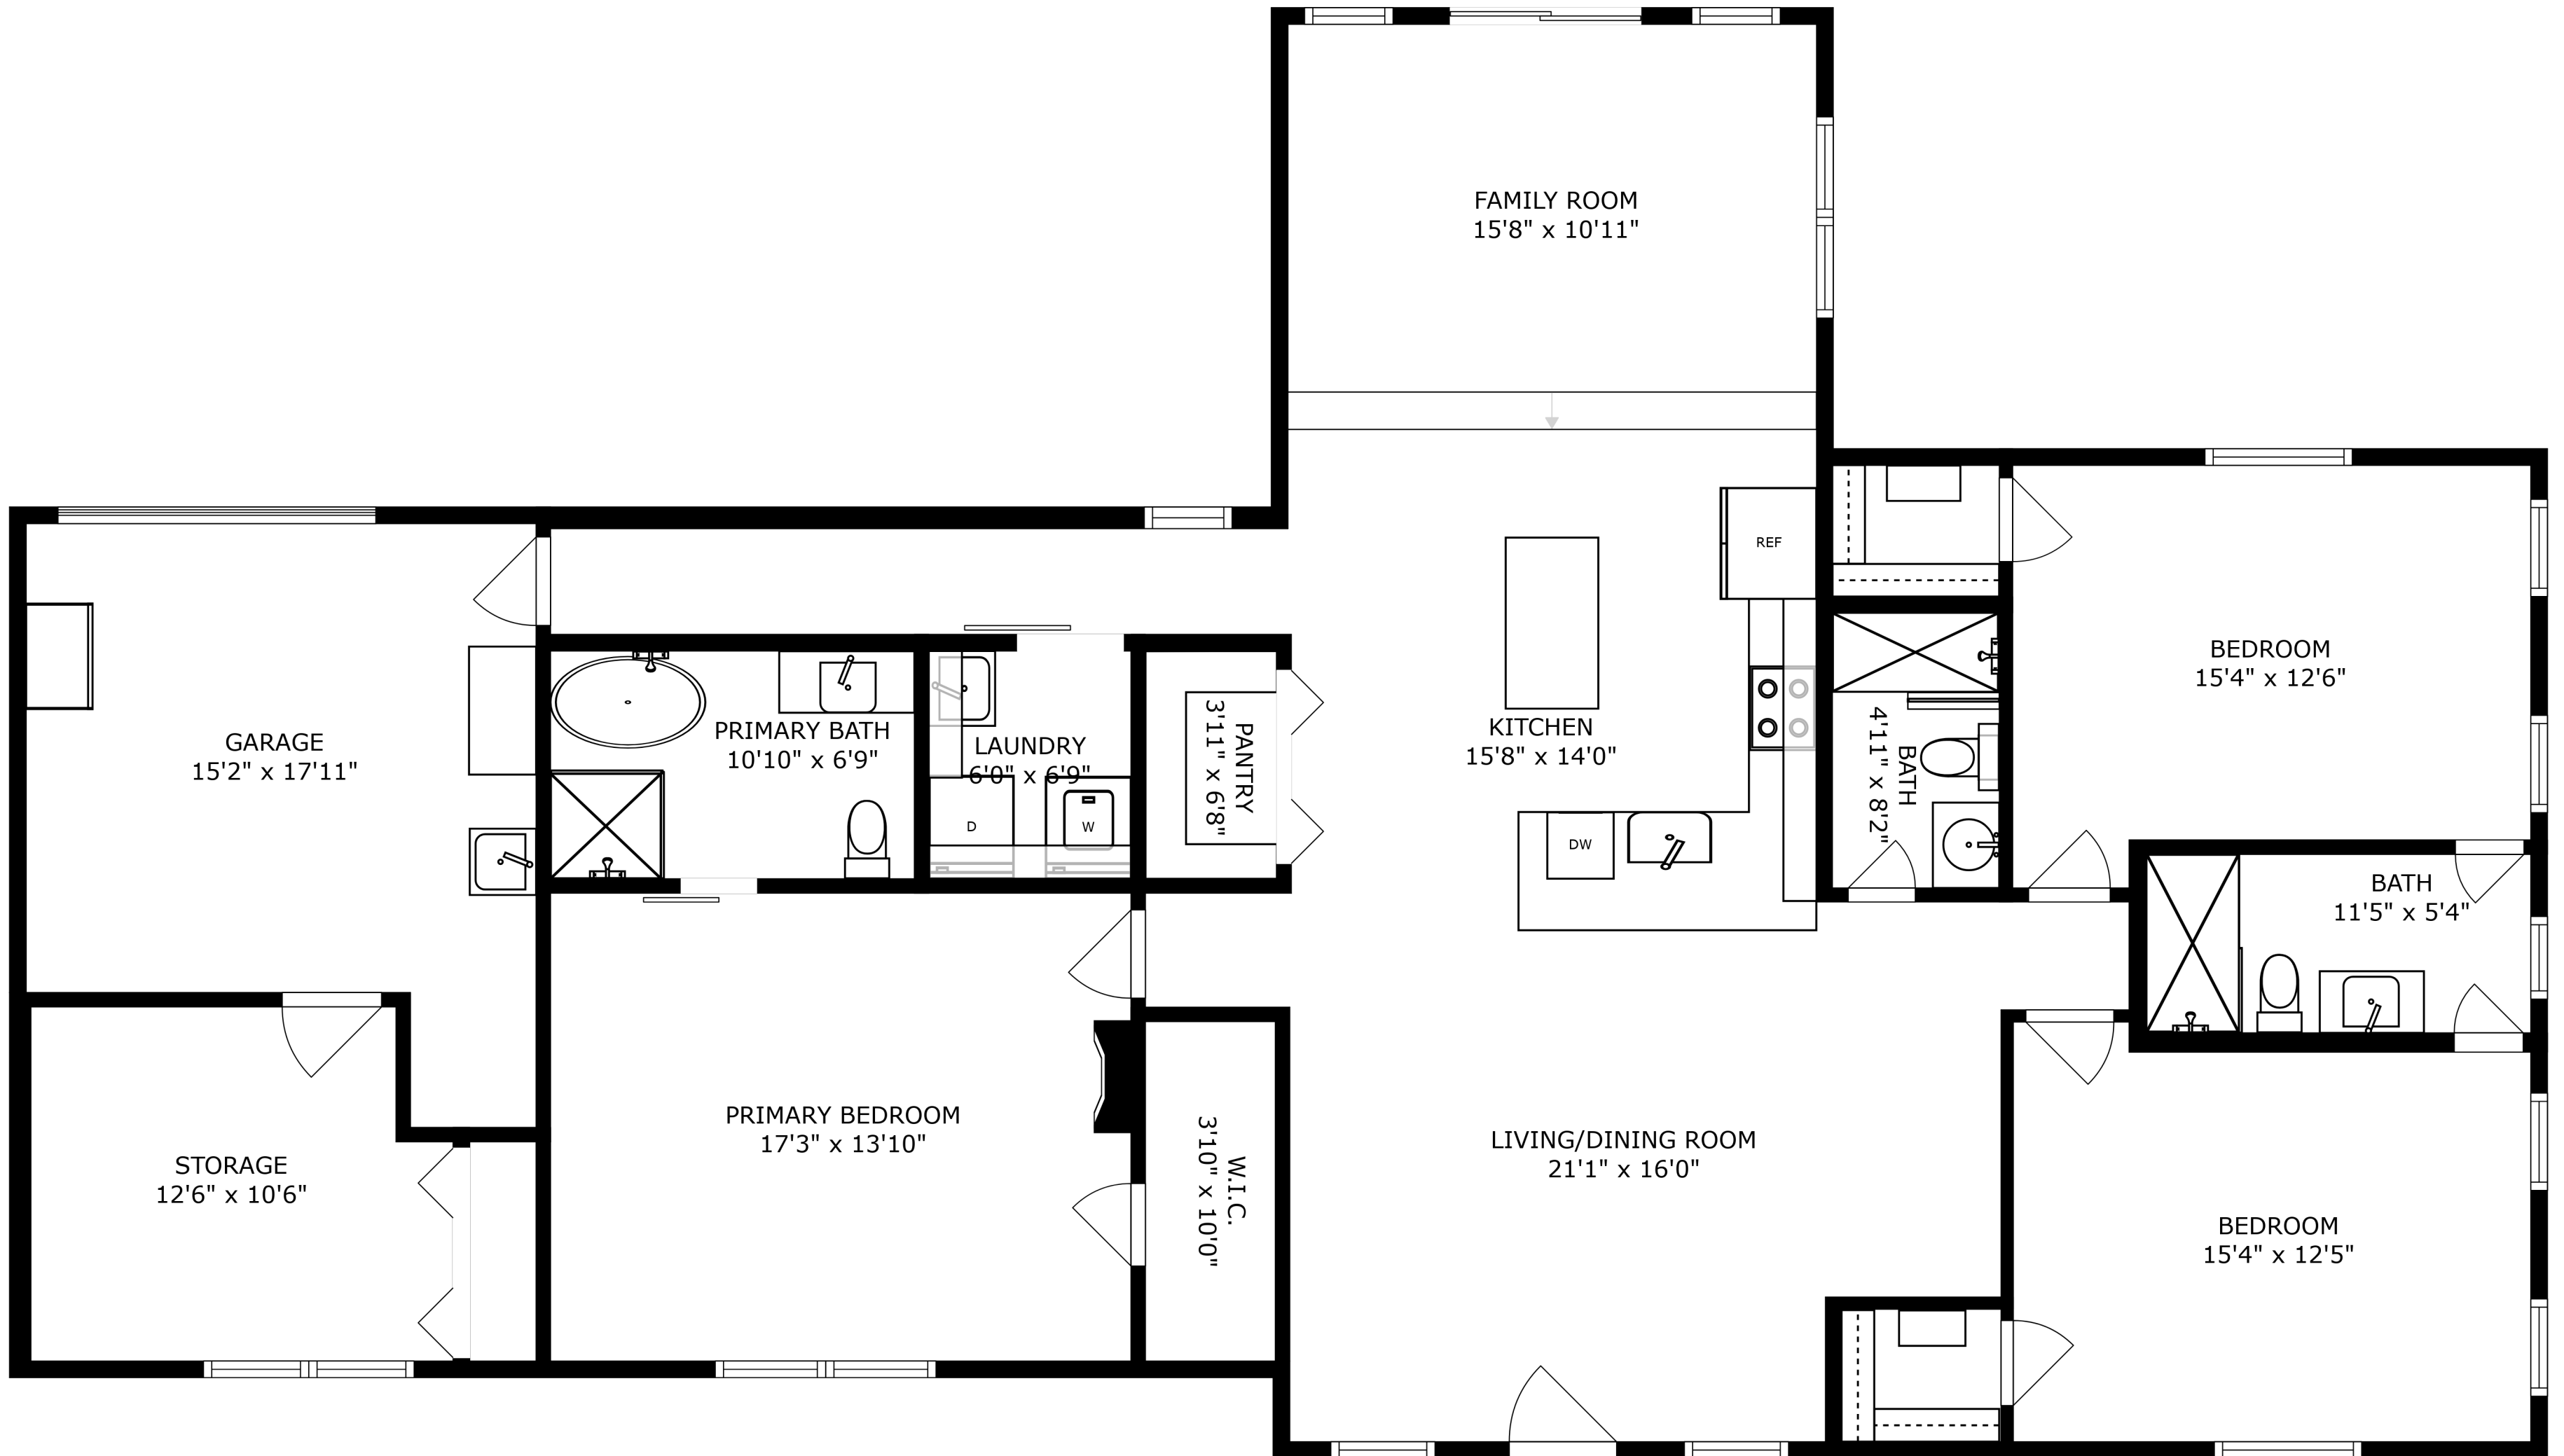 FAMILY ROOM
15'8" x 10'11"
REF
BEDROOM
15'4" x 12'6"
GARAGE
15'2" x 17'11"
PRIMARY BATH
10'10" x 6'9"
LAUNDRY
6'0" x 6'9"
D
W
PANTRY
3'11" x 6'8"
KITCHEN
15'8" x 14'0"
DW
BATH
4'11" x 8'2"
BATH
11'5" x 5'4"
STORAGE
12'6" x 10'6"
PRIMARY BEDROOM
17'3" x 13'10"
W.I.C.
3'10" x 10'0"
LIVING/DINING ROOM
21'1" x 16'0"
BEDROOM
15'4" x 12'5"